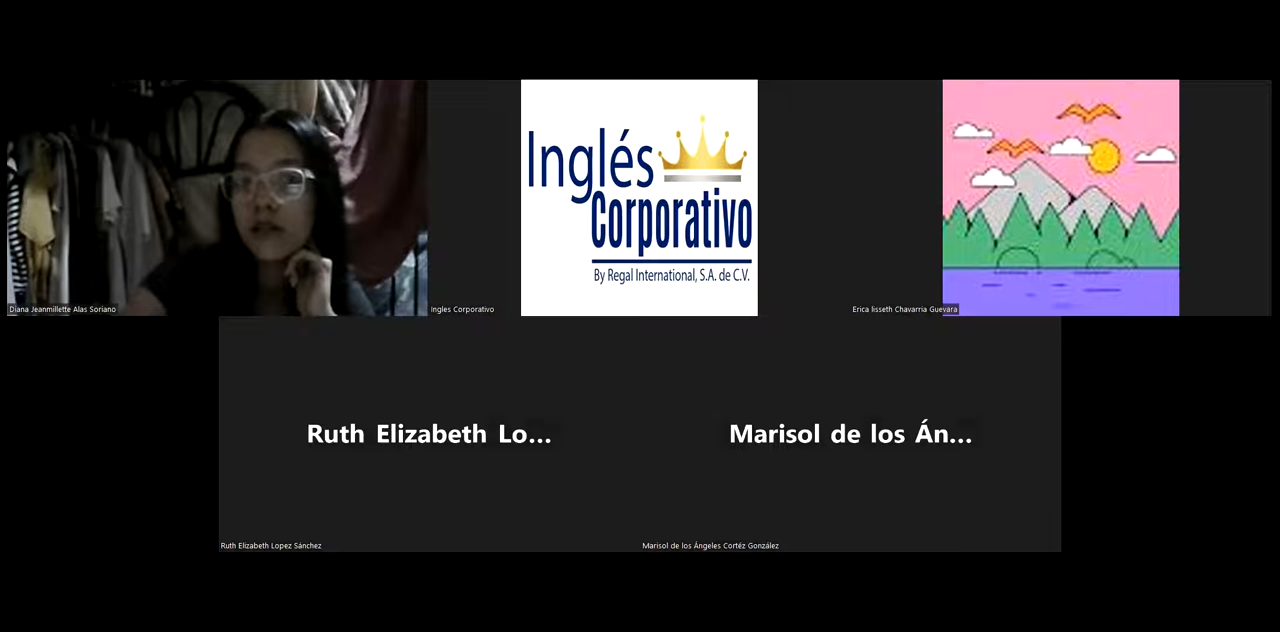 Inglés
Corporativo
By Regal International, S.A. de C.V.
Diana Jeanmillette Alas Soriano
Ingles Corporativo
Erica lisseth Chavarria Guevara
Ruth Elizabeth Lo...
Marisol de los Án...
Ruth Elizabeth Lopez Sánchez
Marisol de los Ángeles Cortéz González